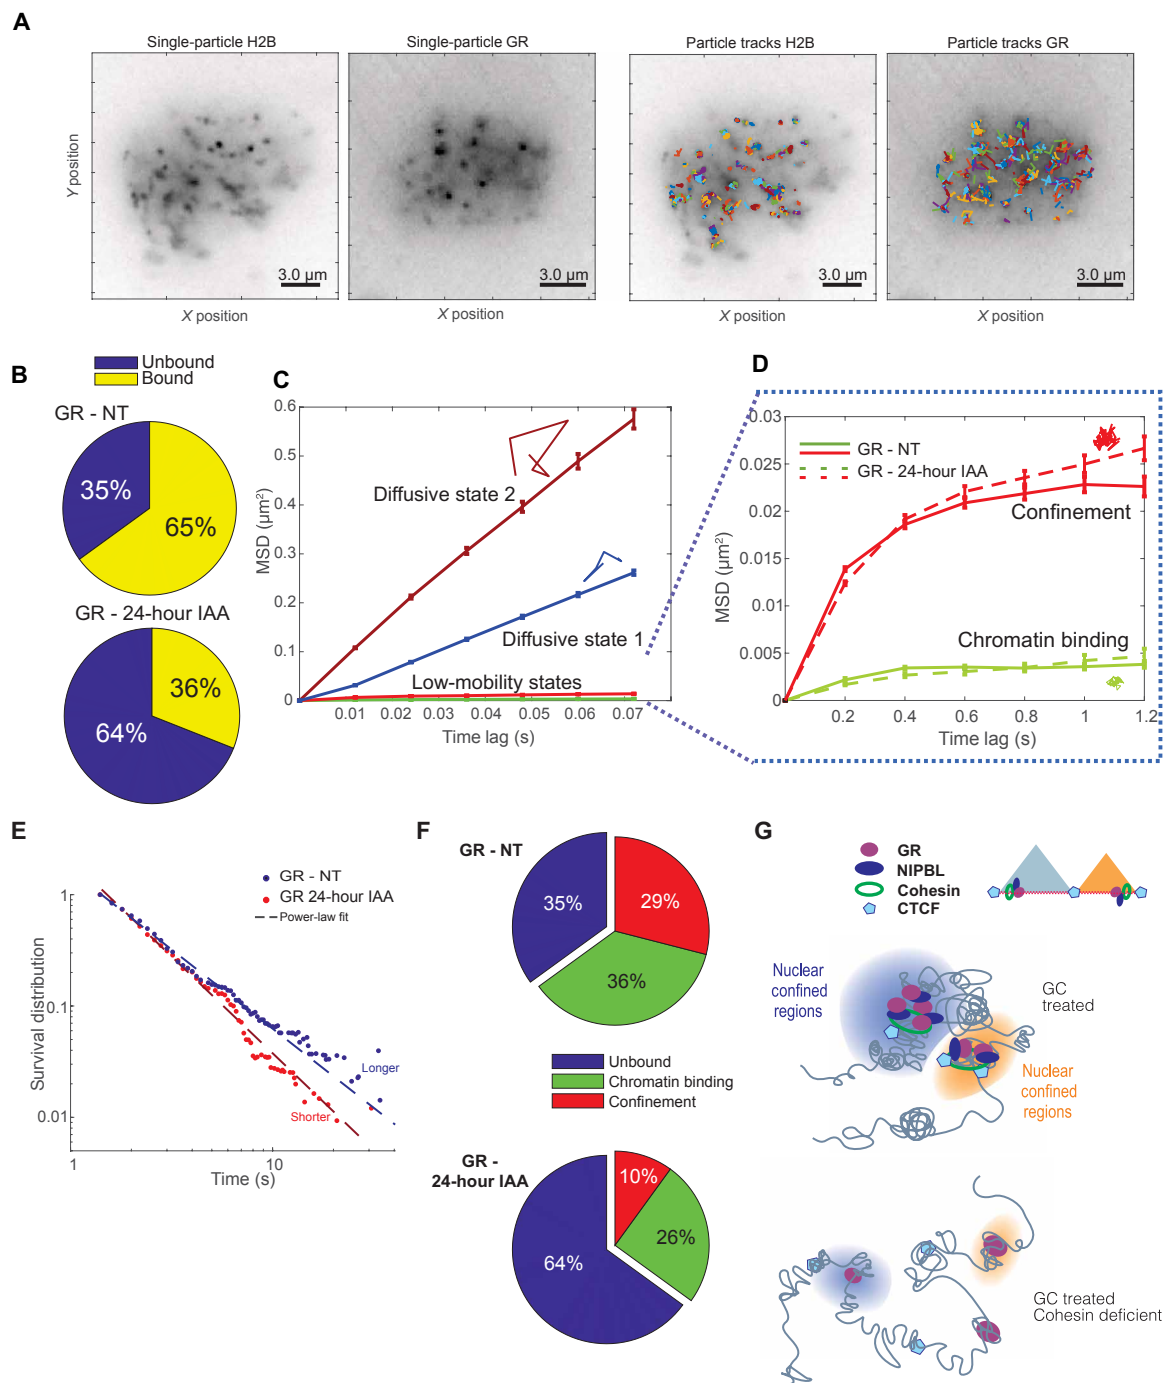 A
Single-particle H2B
Single-particle GR
Particle tracks H2B
Particle tracks GR
Y position
3.0 µm
3.0 µm
3.0 µm
3.0 µm
X position
X position
X position
X position
B
Unbound
Bound
GR - NT
35%
65%
GR - 24-hour IAA
36%
64%
C
0.6
0.5
0.4
0.3
0.2
0.1
0
MSD (µm²)
Diffusive state 2
Diffusive state 1
Low-mobility states
0.01 0.02 0.03 0.04 0.05 0.06 0.07
Time lag (s)
D
0.03
0.025
0.02
0.015
0.01
0.005
0
MSD (µm²)
GR - NT
GR - 24-hour IAA
Confinement
Chromatin binding
0.2 0.4 0.6 0.8 1 1.2
Time lag (s)
E
GR - NT
GR 24-hour IAA
Power-law fit
1
0.1
0.01
Survival distribution
Longer
Shorter
1 10
Time (s)
F
GR - NT
35%
29%
36%
Unbound
Chromatin binding
Confinement
GR -
24-hour IAA
10%
26%
64%
G
GR
NIPBL
Cohesin
CTCF
Nuclear
confined
regions
GC
treated
Nuclear
confined
regions
GC treated
Cohesin deficient